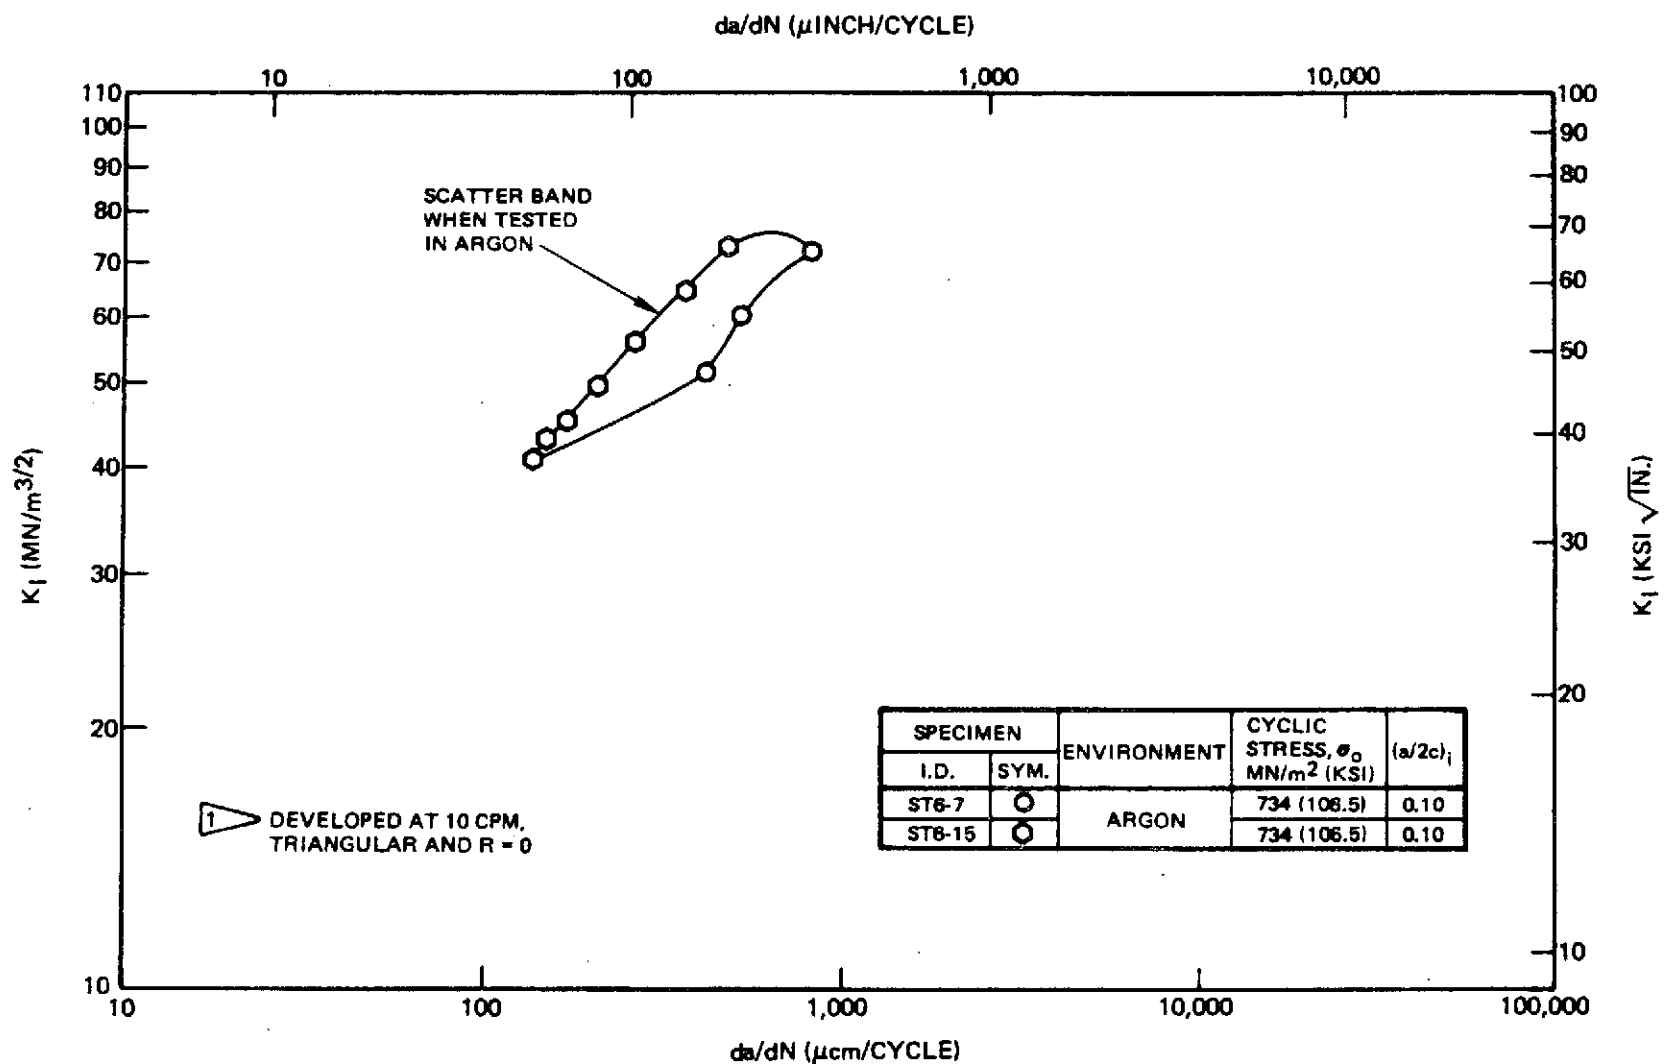 da/dN (μINCH/CYCLE)
10 100 1,000 10,000
110 100
100 90
90 80
80 70
70 60
60 50
50 40
40 30
30 20
20 10
10
K_I (MN/m^3/2)
K_I (KSI √IN.)
SCATTER BAND
WHEN TESTED
IN ARGON
SPECIMEN ENVIRONMENT CYCLIC STRESS, σ_o MN/m² (KSI) (a/2c)_i
I.D. SYM.
ST6-7 ARGON 734 (106.5) 0.10
ST6-15 734 (106.5) 0.10
1 DEVELOPED AT 10 CPM,
TRIANGULAR AND R = 0
10 100 1,000 10,000 100,000
da/dN (μcm/CYCLE)